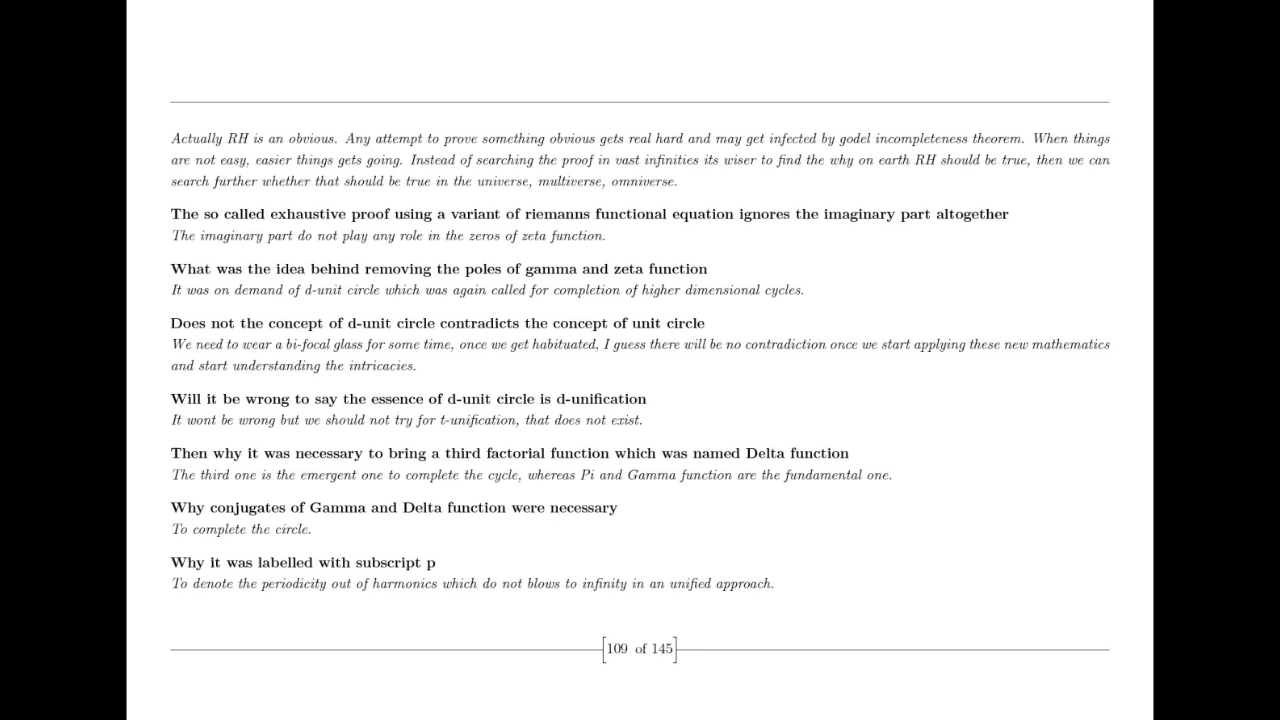 Actually RH is an obvious. Any attempt to prove something obvious gets real hard and may get infected by godel incompleteness theorem. When things
are not easy, easier things gets going. Instead of searching the proof in vast infinities its wiser to find the why on earth RH should be true, then we can
search further whether that should be true in the universe, multiverse, omniverse.
The so called exhaustive proof using a variant of riemanns functional equation ignores the imaginary part altogether
The imaginary part do not play any role in the zeros of zeta function.
What was the idea behind removing the poles of gamma and zeta function
It was on demand of d-unit circle which was again called for completion of higher dimensional cycles.
Does not the concept of d-unit circle contradicts the concept of unit circle
We need to wear a bi-focal glass for some time, once we get habituated, I guess there will be no contradiction once we start applying these new mathematics
and start understanding the intricacies.
Will it be wrong to say the essence of d-unit circle is d-unification
It wont be wrong but we should not try for t-unification, that does not exist.
Then why it was necessary to bring a third factorial function which was named Delta function
The third one is the emergent one to complete the cycle, whereas Pi and Gamma function are the fundamental one.
Why conjugates of Gamma and Delta function were necessary
To complete the circle.
Why it was labelled with subscript p
To denote the periodicity out of harmonics which do not blows to infinity in an unified approach.
109 of 145